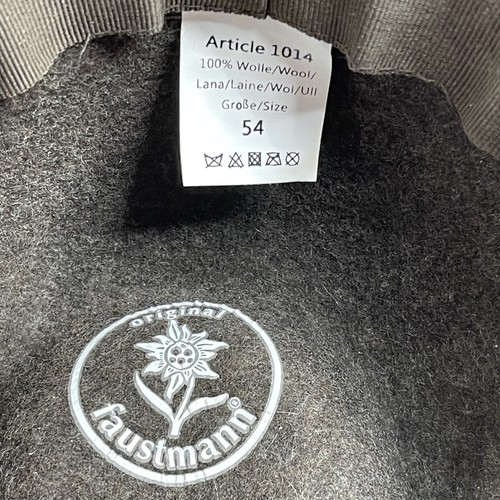 Article 1014
100% Wolle/Wool/
Lana/Laine/Wol/Ull
Größe/Size
54
original
faustmann®